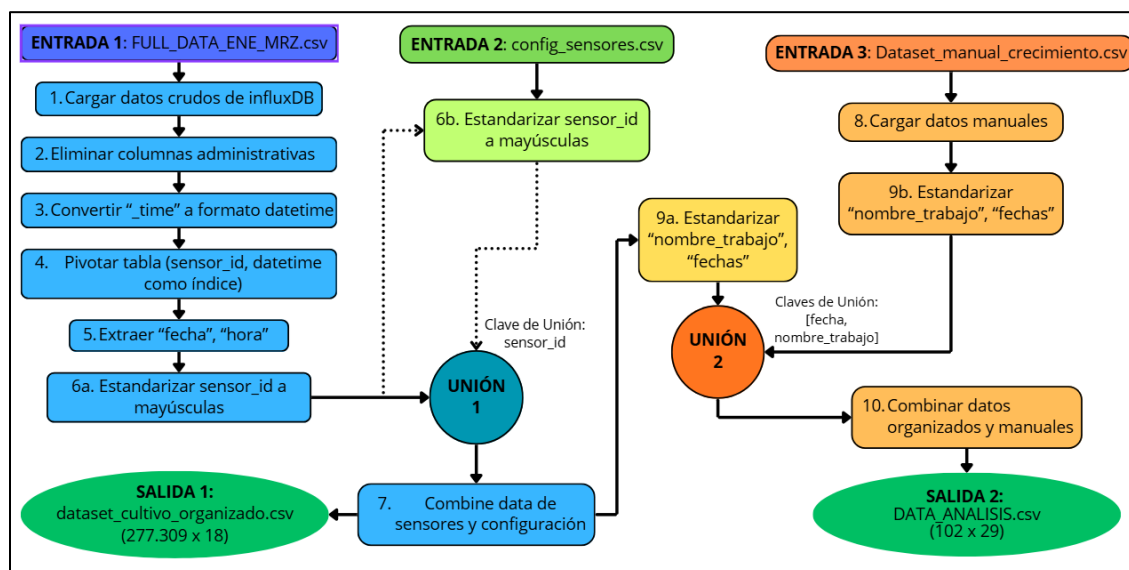 ENTRADA 1: FULL_DATA_ENE_MRZ.csv
1. Cargar datos crudos de influxDB
2. Eliminar columnas administrativas
3. Convertir “_time” a formato datetime
4. Pivotar tabla (sensor_id, datetime
como índice)
5. Extraer “fecha”, “hora”
6a. Estandarizar sensor_id a
mayúsculas
ENTRADA 2: config_sensores.csv
6b. Estandarizar sensor_id
a mayúsculas
Clave de Unión:
sensor_id
UNIÓN
1
7. Combine data de
sensores y configuración
SALIDA 1:
dataset_cultivo_organizado.csv
(277.309 x 18)
ENTRADA 3: Dataset_manual_crecimiento.csv
8. Cargar datos manuales
9b. Estandarizar
“nombre_trabajo”, “fechas”
9a. Estandarizar
“nombre_trabajo”,
“fechas”
Claves de Unión:
[fecha,
nombre_trabajo]
UNIÓN
2
10. Combinar datos
organizados y manuales
SALIDA 2:
DATA_ANALISIS.csv
(102 x 29)